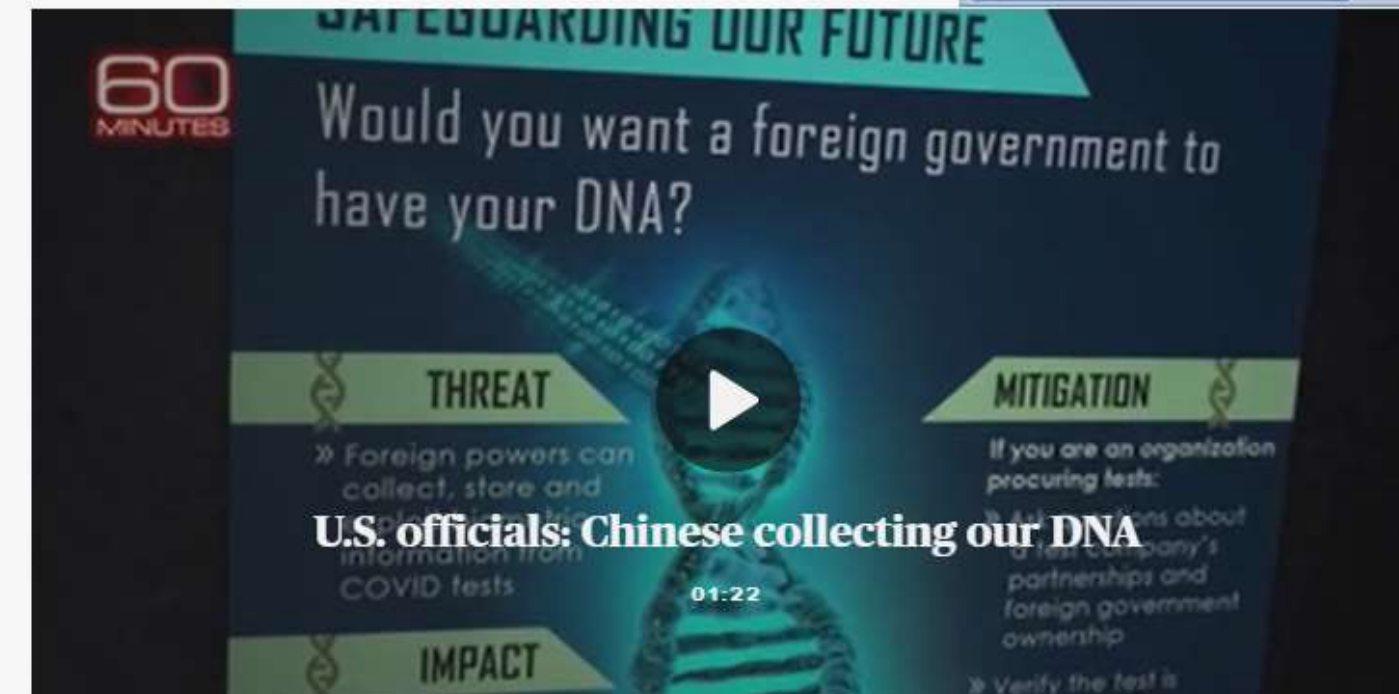 SAFEGUARDING OUR FUTURE
60
MINUTES
Would you want a foreign government to
have your DNA?
THREAT
» Foreign powers can
collect, store and
information from
COVID tests
MITIGATION
If you are an organization
procuring tests:
about
company's
partnerships and
foreign government
ownership
» Verify the test is
U.S. officials: Chinese collecting our DNA
01:22
IMPACT